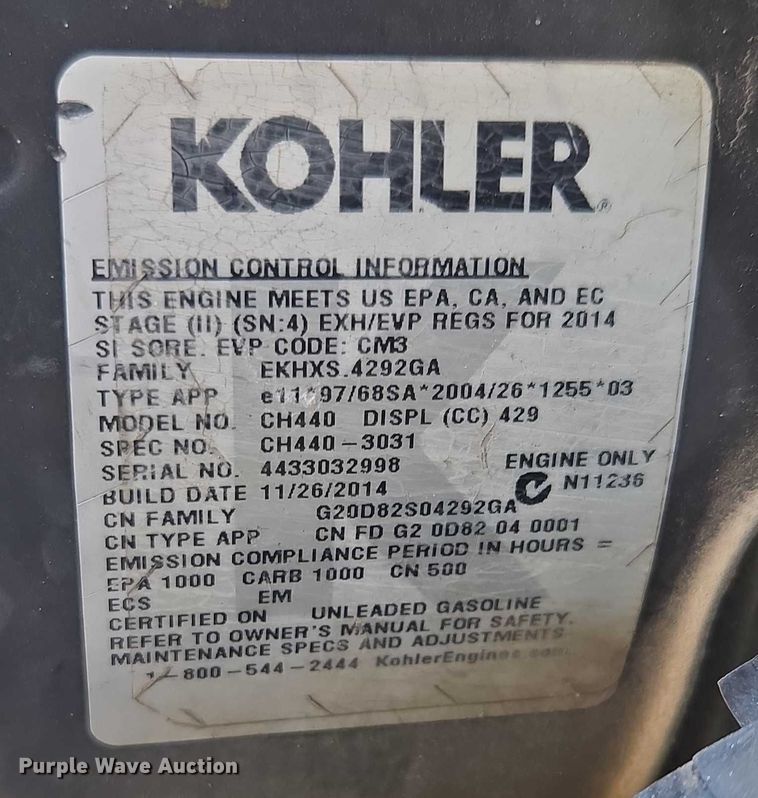 KOHLER®
EMISSION CONTROL INFORMATION
THIS ENGINE MEETS US EPA, CA, AND EC
STAGE (II) (SN:4) EXH/EVP REGS FOR 2014
SI SORE. EVP CODE: CM3
FAMILY EKHXS.4292GA
TYPE APP e11*97/68SA*2004/26*1255*03
MODEL NO. CH440 DISPL (CC) 429
SPEC NO. CH440-3031
SERIAL NO. 4433032998 ENGINE ONLY
BUILD DATE 11/26/2014 N11236
CN FAMILY G20D82S04292GA
CN TYPE APP CN FD G2 0D82 04 0001
EMISSION COMPLIANCE PERIOD IN HOURS =
EPA 1000 CARB 1000 CN 500
ECS EM
CERTIFIED ON UNLEADED GASOLINE
REFER TO OWNER'S MANUAL FOR SAFETY,
MAINTENANCE SPECS AND ADJUSTMENTS
1-800-544-2444 KohlerEngines.com
Purple Wave Auction